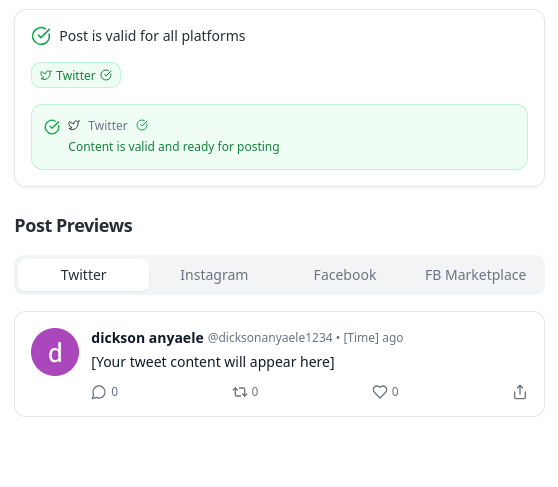 Post is valid for all platforms
Twitter
Twitter
Content is valid and ready for posting
Post Previews
Twitter Instagram Facebook FB Marketplace
d
dickson anyaele @dicksonanyaele1234 • [Time] ago
[Your tweet content will appear here]
0 0 0